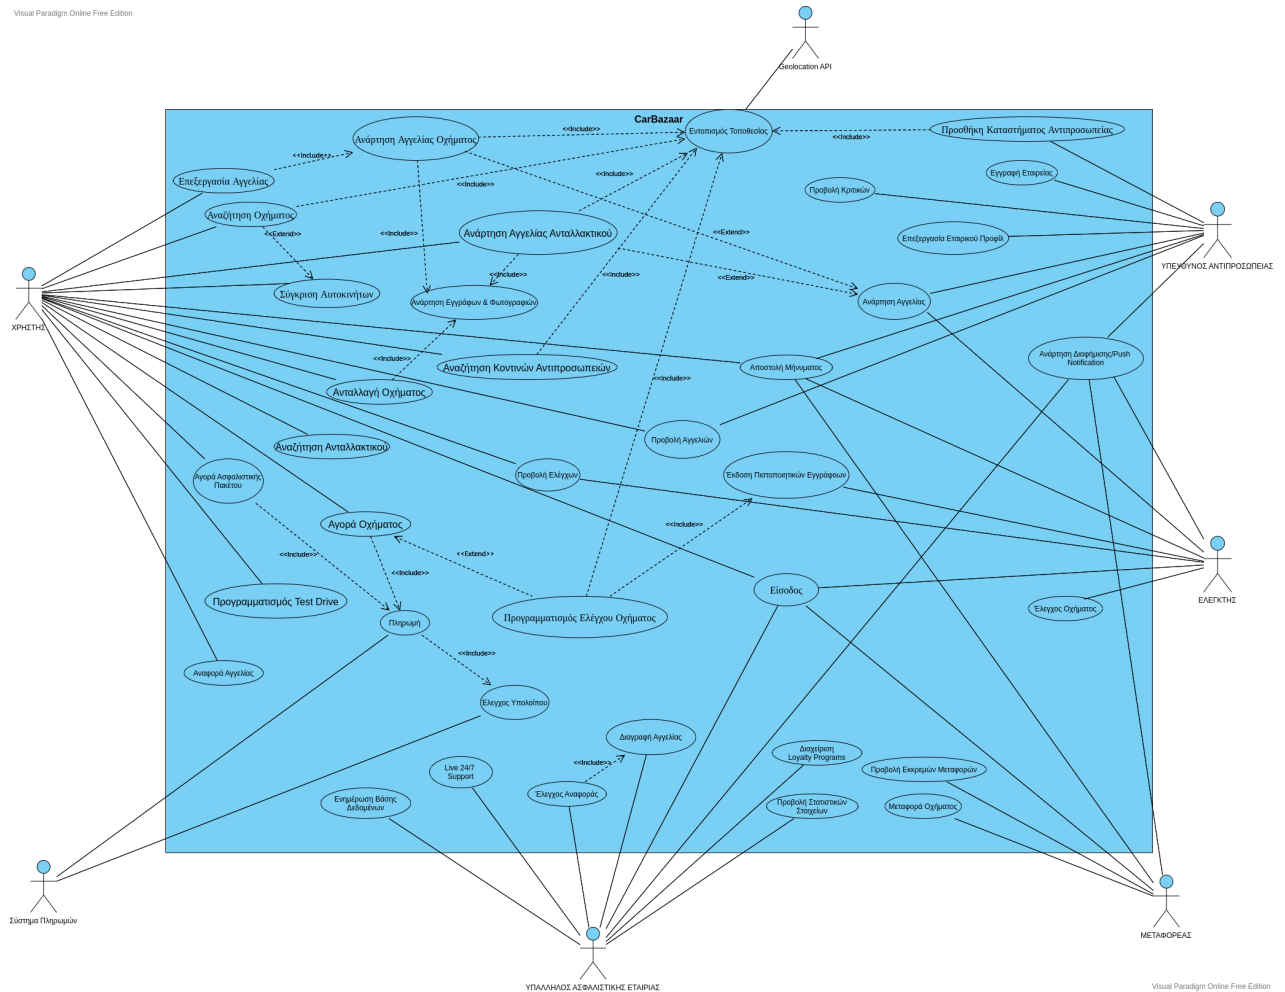 Visual Paradigm Online Free Edition
Geolocation API
CarBazaar
<<Include>>
Ανάρτηση Αγγελίας Οχήματος
Εντοπισμός Τοποθεσίας
<<Include>>
Προσθήκη Καταστήματος Αντιπροσωπείας
<<Include>>
Επεξεργασία Αγγελίας
<<Include>>
Εγγραφή Εταιρείας
<<Include>>
Προβολή Κριτικών
Αναζήτηση Οχήματος
<<Extend>>
<<Include>>
Ανάρτηση Αγγελίας Ανταλλακτικού
<<Extend>>
Επεξεργασία Εταιρικού Προφίλ
ΥΠΕΥΘΥΝΟΣ ΑΝΤΙΠΡΟΣΩΠΕΙΑΣ
<<Include>>
<<Include>>
<<Extend>>
Σύγκριση Αυτοκινήτων
Ανάρτηση Εγγράφων & Φωτογραφιών
Ανάρτηση Αγγελίας
ΧΡΗΣΤΗΣ
<<Include>>
Αναζήτηση Κοντινών Αντιπροσωπειών
Αποστολή Μήνυματος
Ανάρτηση Διαφήμισης/Push
Notification
<<Include>>
Ανταλλαγή Οχήματος
Προβολή Αγγελιών
Αναζήτηση Ανταλλακτικού
Αγορά Ασφαλιστικής
Πακέτου
Προβολή Ελέγχων
Έκδοση Πιστοποιητικών Εγγράφων
Αγορά Οχήματος
<<Include>>
<<Include>>
<<Extend>>
<<Include>>
Είσοδος
Προγραμματισμός Test Drive
ΕΛΕΓΚΤΗΣ
Έλεγχος Οχήματος
Πληρωμή
Προγραμματισμός Ελέγχου Οχήματος
<<Include>>
Αναφορά Αγγελίας
Έλεγχος Υπολοίπου
Διαγραφή Αγγελίας
Διαχείριση
Loyalty Programs
<<Include>>
Live 24/7
Support
Προβολή Εκκρεμών Μεταφορών
Έλεγχος Αναφοράς
Ενημέρωση Βάσης
Δεδομένων
Προβολή Στατιστικών
Στοιχείων
Μεταφορά Οχήματος
Σύστημα Πληρωμών
ΜΕΤΑΦΟΡΕΑΣ
ΥΠΑΛΛΗΛΟΣ ΑΣΦΑΛΙΣΤΙΚΗΣ ΕΤΑΙΡΙΑΣ
Visual Paradigm Online Free Edition